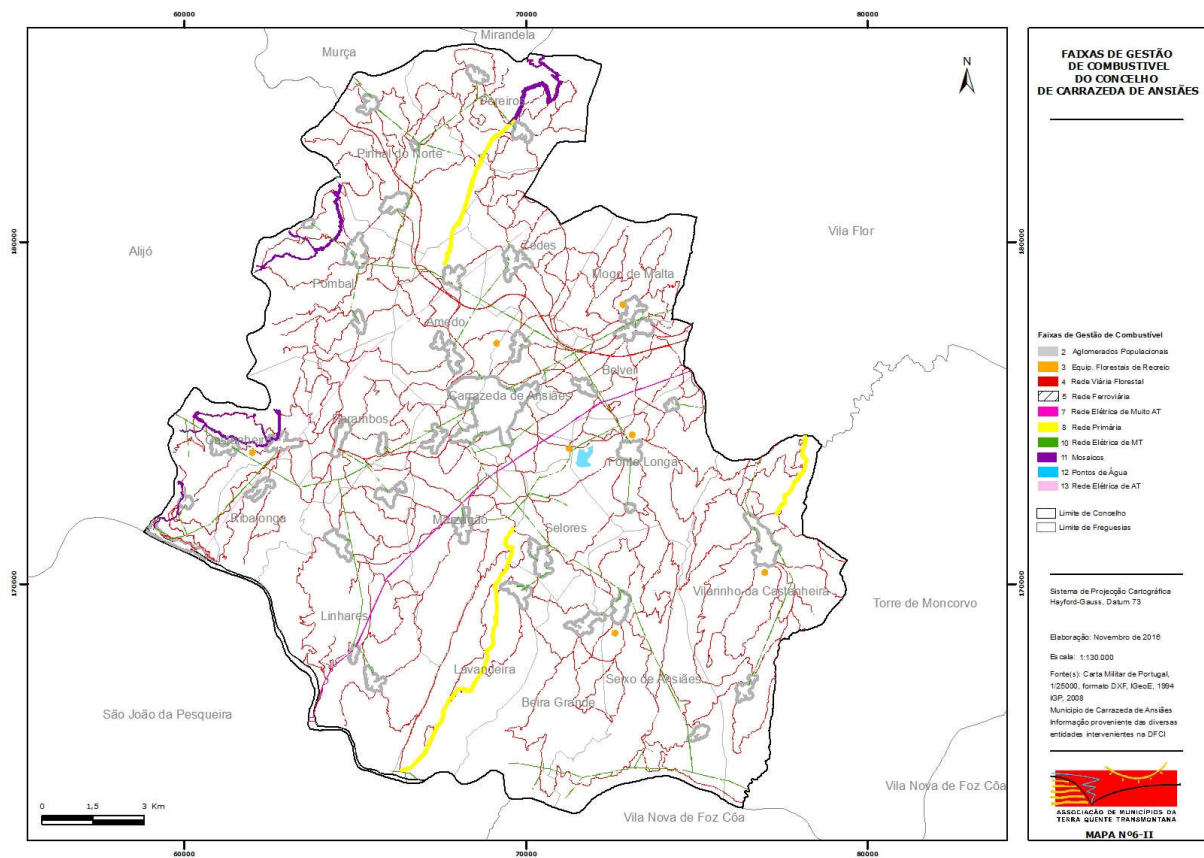 60000
70000
80000
Mirandela
Murça
N
Pereiros
Pinhal do Norte
180000
180000
Alijó
Vila Flor
Zedes
Mogo de Malta
Pombal
Amedo
Belver
Carrazeda de Ansiães
Parambos
Castanheiro
Fonte Longa
Ribalonga
Marzagão
Selores
170000
170000
Vilarinho da Castanheira
Torre de Moncorvo
Linhares
Lavandeira
Seixo de Ansiães
Beira Grande
São João da Pesqueira
Vila Nova de Foz Côa
0 1,5 3 Km
Vila Nova de Foz Côa
60000
70000
80000
FAIXAS DE GESTÃO
DE COMBUSTIVEL
DO CONCELHO
DE CARRAZEDA DE ANSIÃES
Faixas de Gestão de Combustível
2 Aglomerados Populacionais
3 Equip. Florestais de Recreio
4 Rede Viária Florestal
5 Rede Ferroviária
7 Rede Elétrica de Muito AT
8 Rede Primária
10 Rede Elétrica de MT
11 Mosaicos
12 Pontos de Água
13 Rede Elétrica de AT
Limite de Concelho
Limite de Freguesias
Sistema de Projecção Cartográfica
Hayford-Gauss, Datum 73
Elaboração: Novembro de 2016
Escala: 1:130.000
Fonte(s): Carta Militar de Portugal,
1/25000, formato DXF, IGeoE, 1994
IGP, 2008
Município de Carrazeda de Ansiães
Informação proveniente das diversas
entidades intervenientes na DFCI
ASSOCIAÇÃO DE MUNICÍPIOS DA
TERRA QUENTE TRANSMONTANA
MAPA Nº6-II